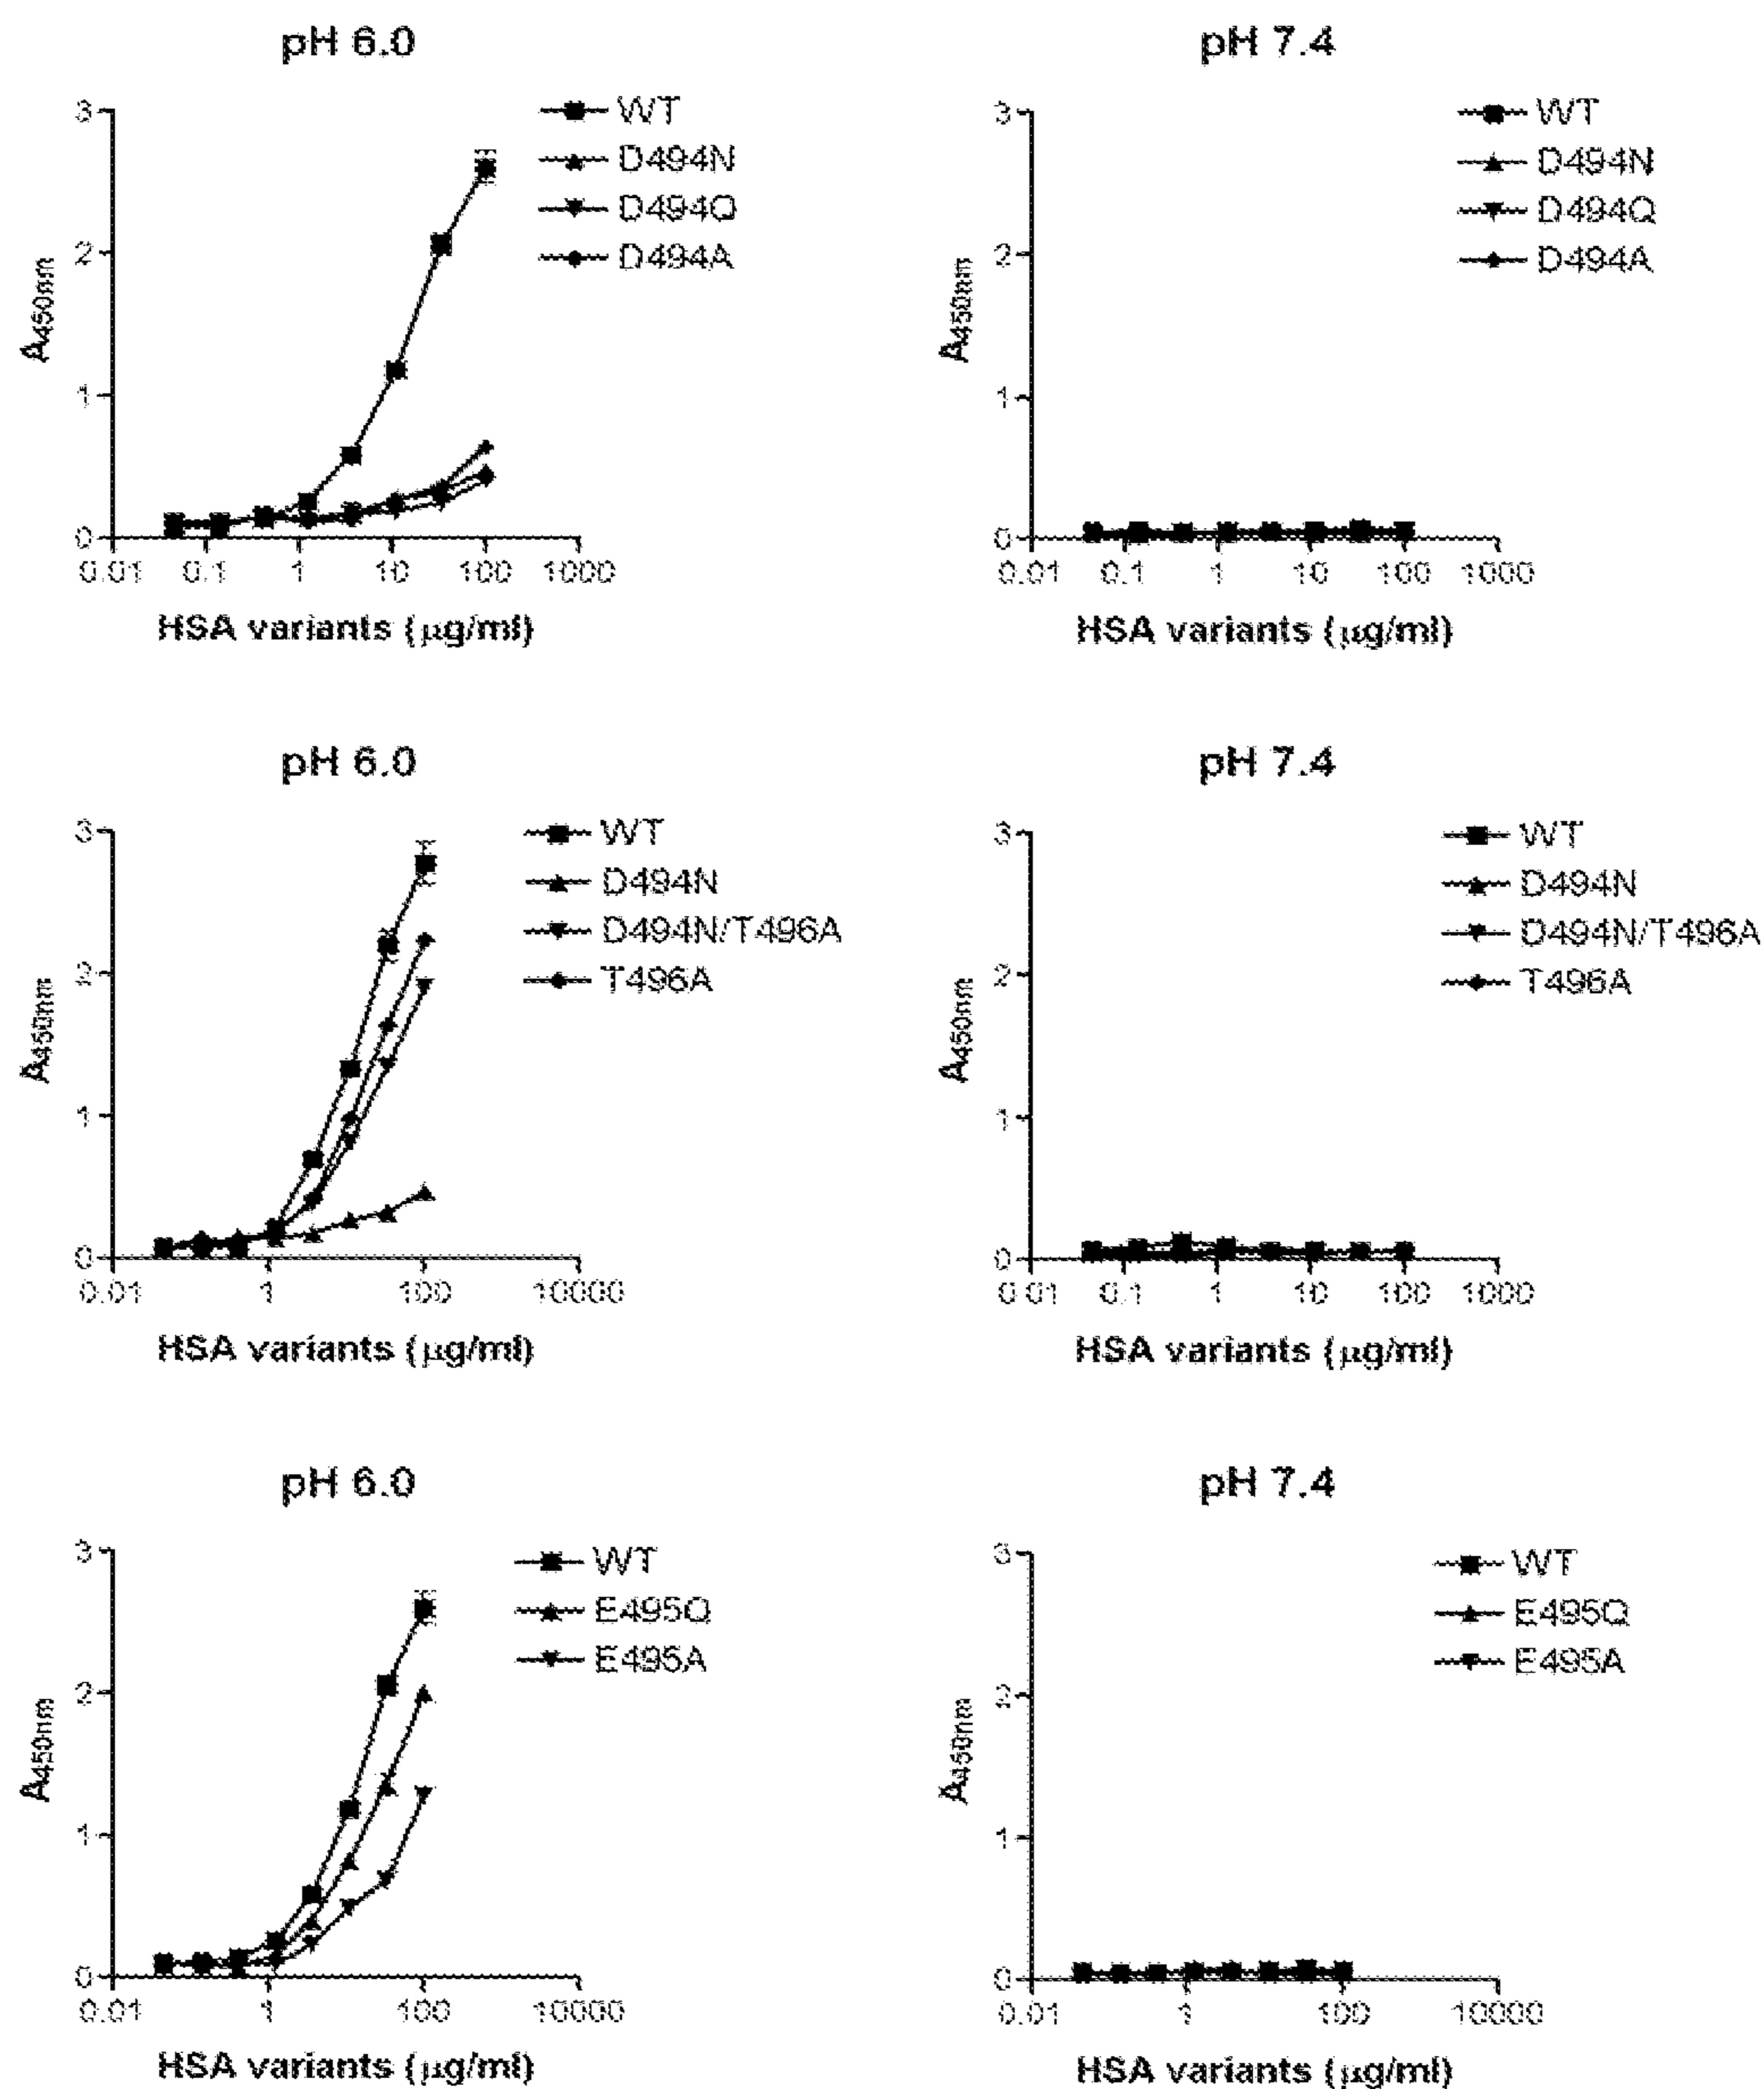 pH 6.0
3
2
1
0
A450nm
0.01 0.1 1 10 100 1000
HSA variants (µg/ml)
WT
D494N
D494Q
D494A
pH 7.4
3
2
1
0
A450nm
0.01 0.1 1 10 100 1000
HSA variants (µg/ml)
WT
D494N
D494Q
D494A
pH 6.0
3
2
1
0
A450nm
0.01 1 100 10000
HSA variants (µg/ml)
WT
D494N
D494N/T496A
T496A
pH 7.4
3
2
1
0
A450nm
0.01 0.1 1 10 100 1000
HSA variants (µg/ml)
WT
D494N
D494N/T496A
T496A
pH 6.0
3
2
1
0
A450nm
0.01 1 100 10000
HSA variants (µg/ml)
WT
E495Q
E495A
pH 7.4
3
2
1
0
A450nm
0.01 1 100 10000
HSA variants (µg/ml)
WT
E495Q
E495A